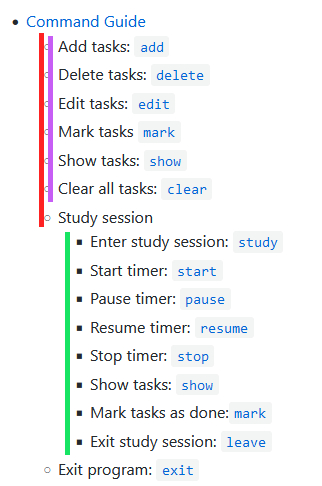 Command Guide
Add tasks: add
Delete tasks: delete
Edit tasks: edit
Mark tasks mark
Show tasks: show
Clear all tasks: clear
Study session
Enter study session: study
Start timer: start
Pause timer: pause
Resume timer: resume
Stop timer: stop
Show tasks: show
Mark tasks as done: mark
Exit study session: leave
Exit program: exit